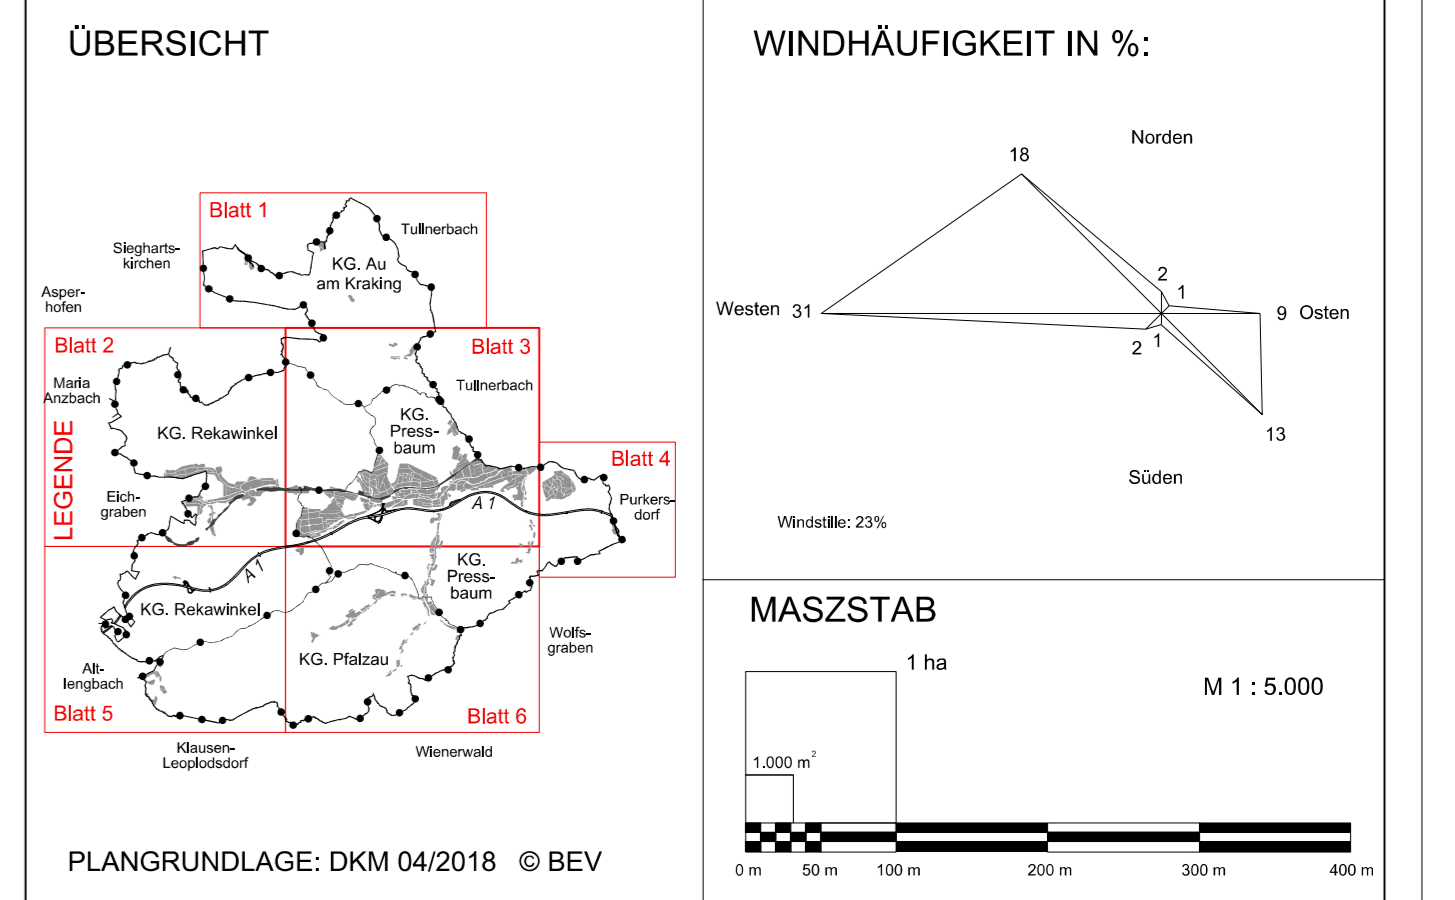 ÜBERSICHT
Blatt 1
Tullnerbach
Siegharts-
kirchen
KG. Au
am Kraking
Asper-
hofen
Blatt 2
Blatt 3
Maria
Anzbach
Tullnerbach
KG. Rekawinkel
KG.
Press-
baum
LEGENDE
Blatt 4
Eich-
graben
A 1
Purkers-
dorf
A 1
KG.
Press-
baum
KG. Rekawinkel
Wolfs-
graben
KG. Pfalzau
Alt-
lengbach
Blatt 5
Blatt 6
Klausen-
Leoplodsdorf
Wienerwald
PLANGRUNDLAGE: DKM 04/2018 © BEV
WINDHÄUFIGKEIT IN %:
Norden
18
2
1
Westen 31
9 Osten
2
1
13
Süden
Windstille: 23%
MASZSTAB
1 ha
M 1 : 5.000
1.000 m²
0 m 50 m 100 m 200 m 300 m 400 m